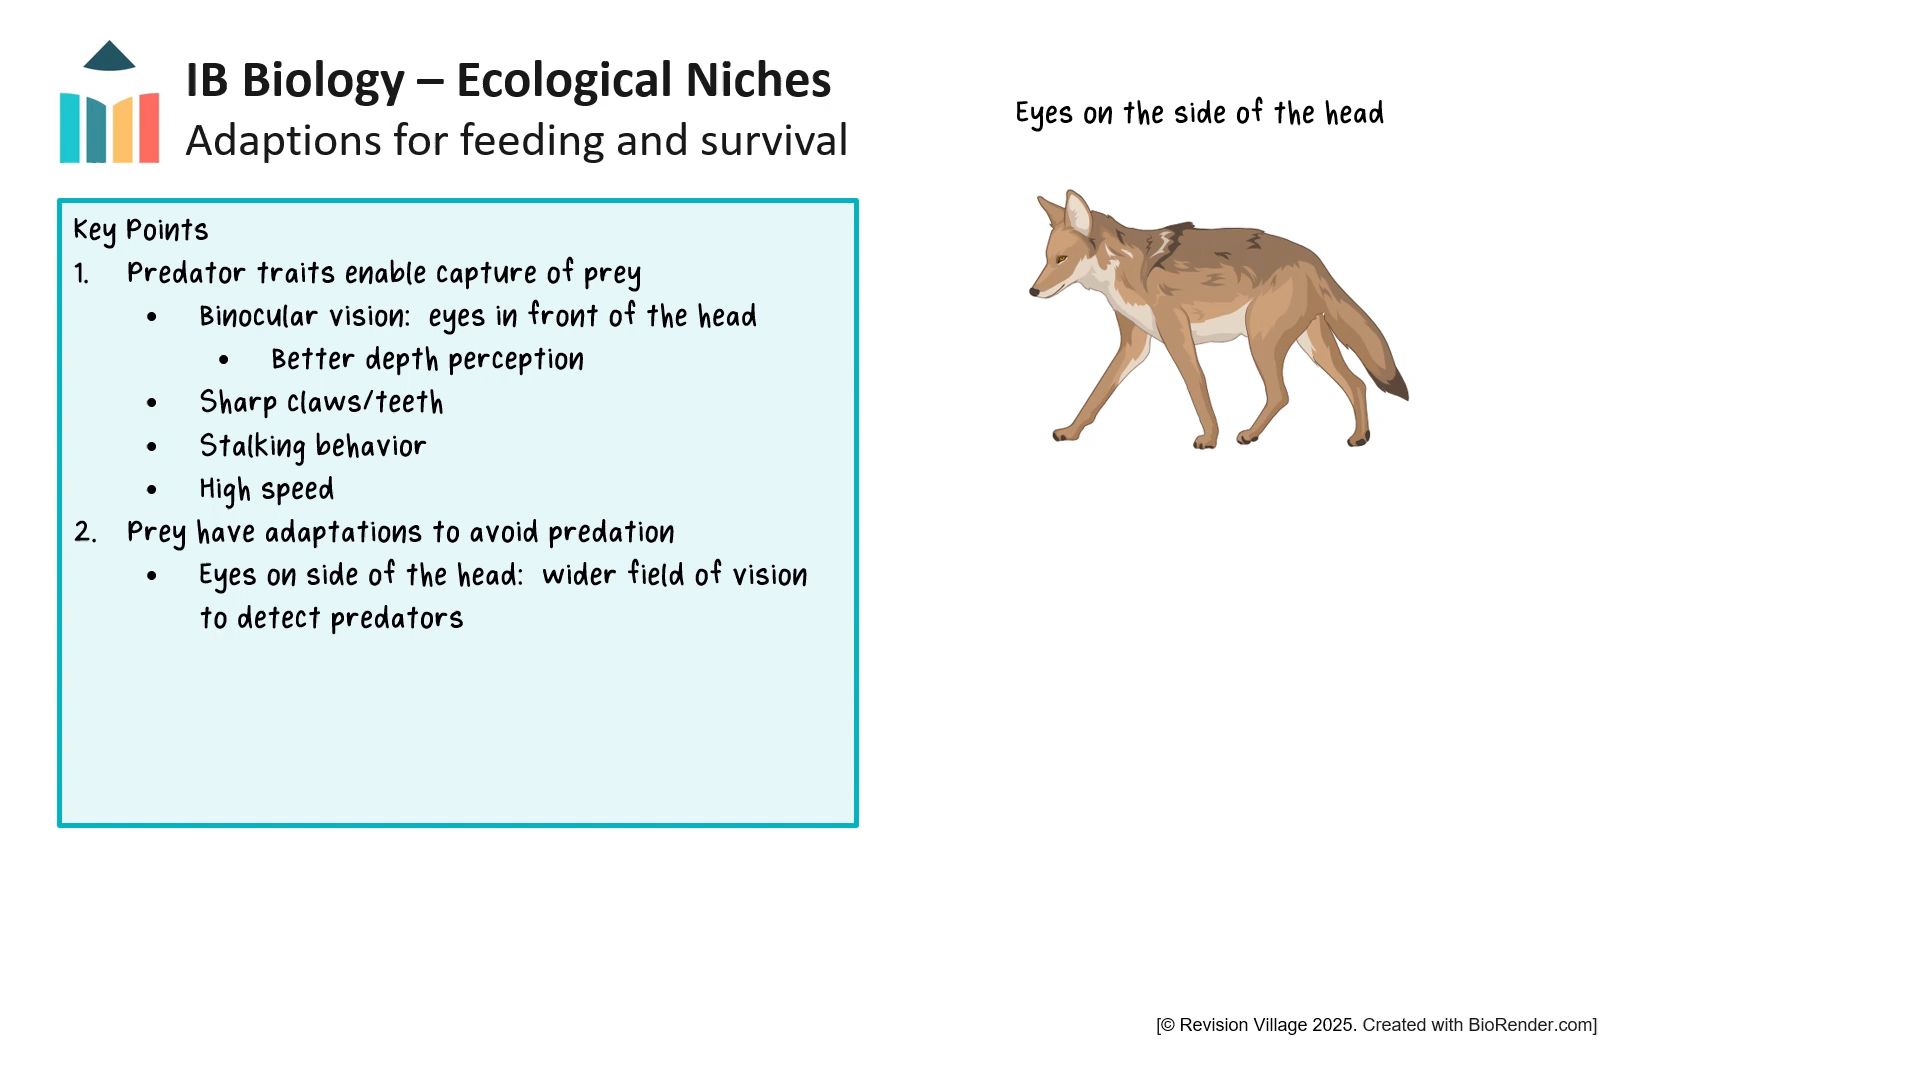 IB Biology – Ecological Niches
Adaptions for feeding and survival
Key Points
1. Predator traits enable capture of prey
• Binocular vision: eyes in front of the head
• Better depth perception
• Sharp claws/teeth
• Stalking behavior
• High speed
2. Prey have adaptations to avoid predation
• Eyes on side of the head: wider field of vision
to detect predators
Eyes on the side of the head
[© Revision Village 2025. Created with BioRender.com]